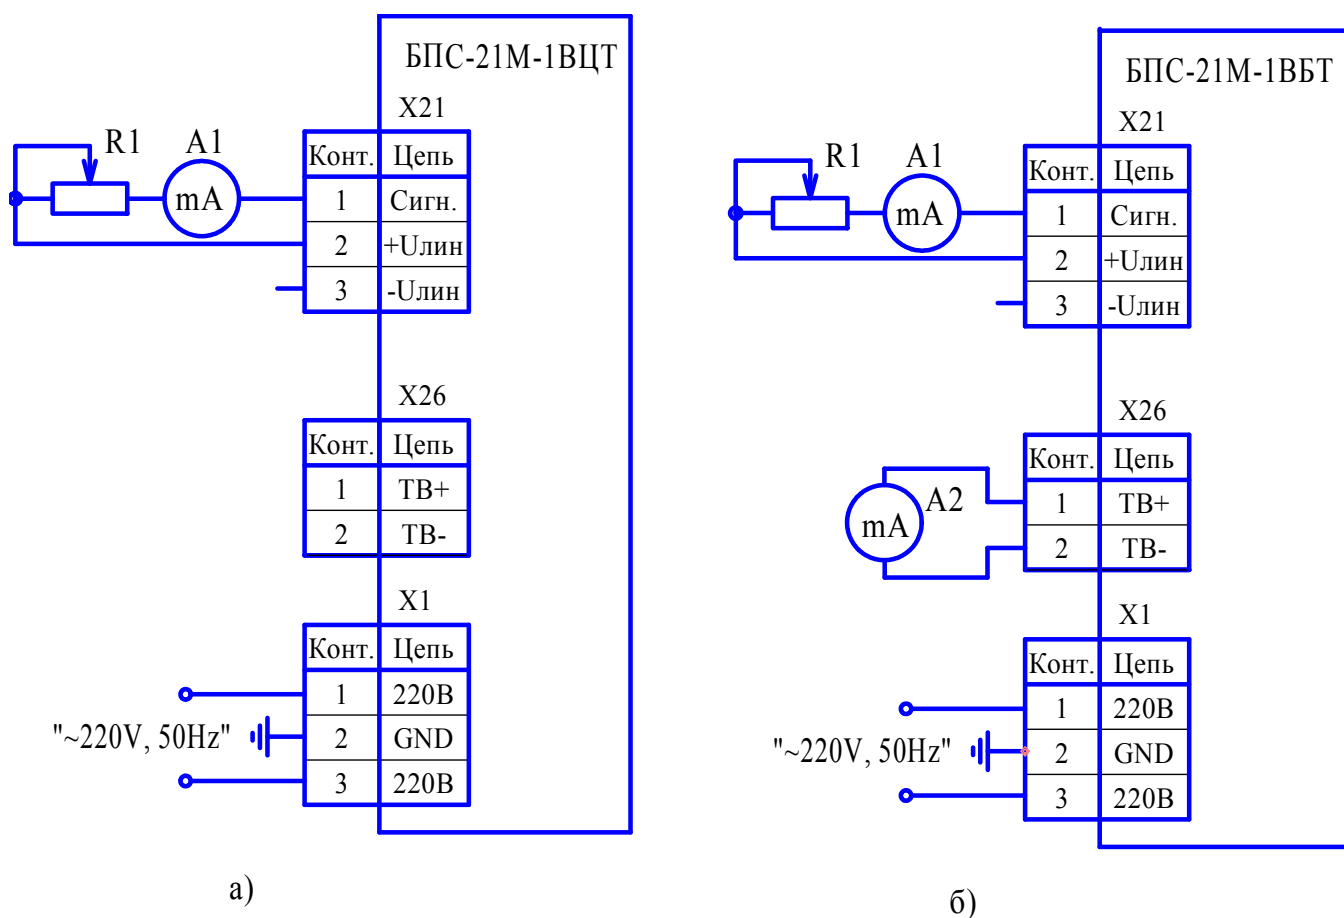 БПС-21М-1ВЦТ
X21
R1 A1
Конт. Цепь
mA
1 Сигн.
2 +Uлин
3 -Uлин
X26
Конт. Цепь
1 ТВ+
2 ТВ-
X1
Конт. Цепь
1 220В
"~220V, 50Hz" 2 GND
3 220В
а)
БПС-21М-1ВБТ
X21
R1 A1
Конт. Цепь
mA
1 Сигн.
2 +Uлин
3 -Uлин
X26
Конт. Цепь
A2
1 ТВ+
mA
2 ТВ-
X1
Конт. Цепь
1 220В
"~220V, 50Hz" 2 GND
3 220В
б)